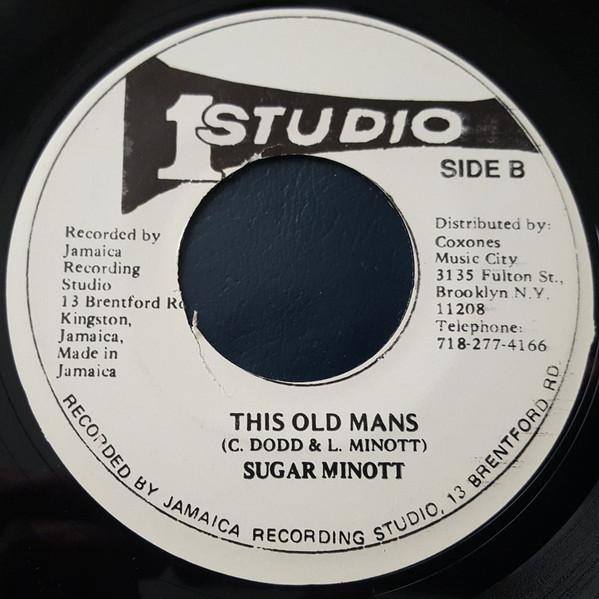 1 STUDIO
SIDE B
Recorded by
Jamaica
Recording
Studio
13 Brentford
Kingston,
Jamaica,
Made in
Jamaica
Distributed by:
Coxones
Music City
3135 Fulton St.,
Brooklyn N.Y.
11208
Telephone:
718-277-4166
THIS OLD MANS
(C. DODD & L. MINOTT)
SUGAR MINOTT
RECORDED BY JAMAICA RECORDING STUDIO, 13 BRENTFORD RD.